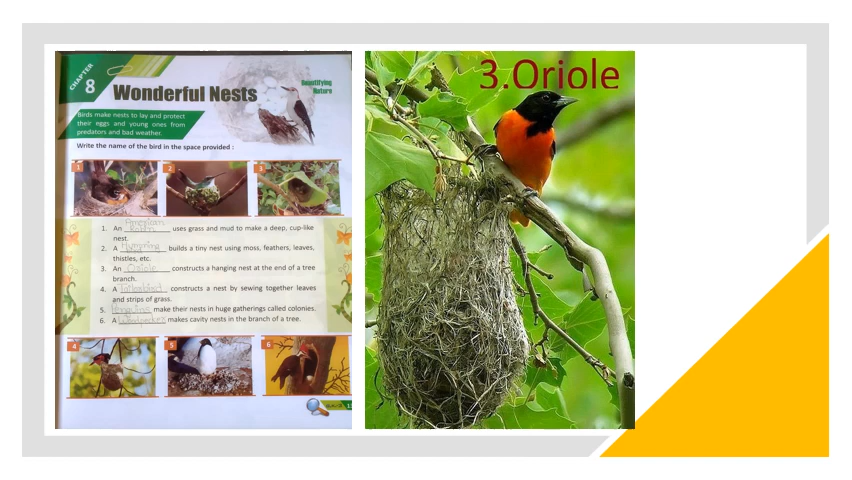 CHAPTER
8
Wonderful Nests
Beautifying
Nature
Birds make nests to lay and protect
their eggs and young ones from
predators and bad weather.
Write the name of the bird in the space provided :
1
2
3
1. An American Robin uses grass and mud to make a deep, cup-like
nest.
2. A Humming builds a tiny nest using moss, feathers, leaves,
thistles, etc.
3. An Oriole constructs a hanging nest at the end of a tree
branch.
4. A Tailorbird constructs a nest by sewing together leaves
and strips of grass.
5. Penguins make their nests in huge gatherings called colonies.
6. A Woodpecker makes cavity nests in the branch of a tree.
4
5
6
3.Oriole